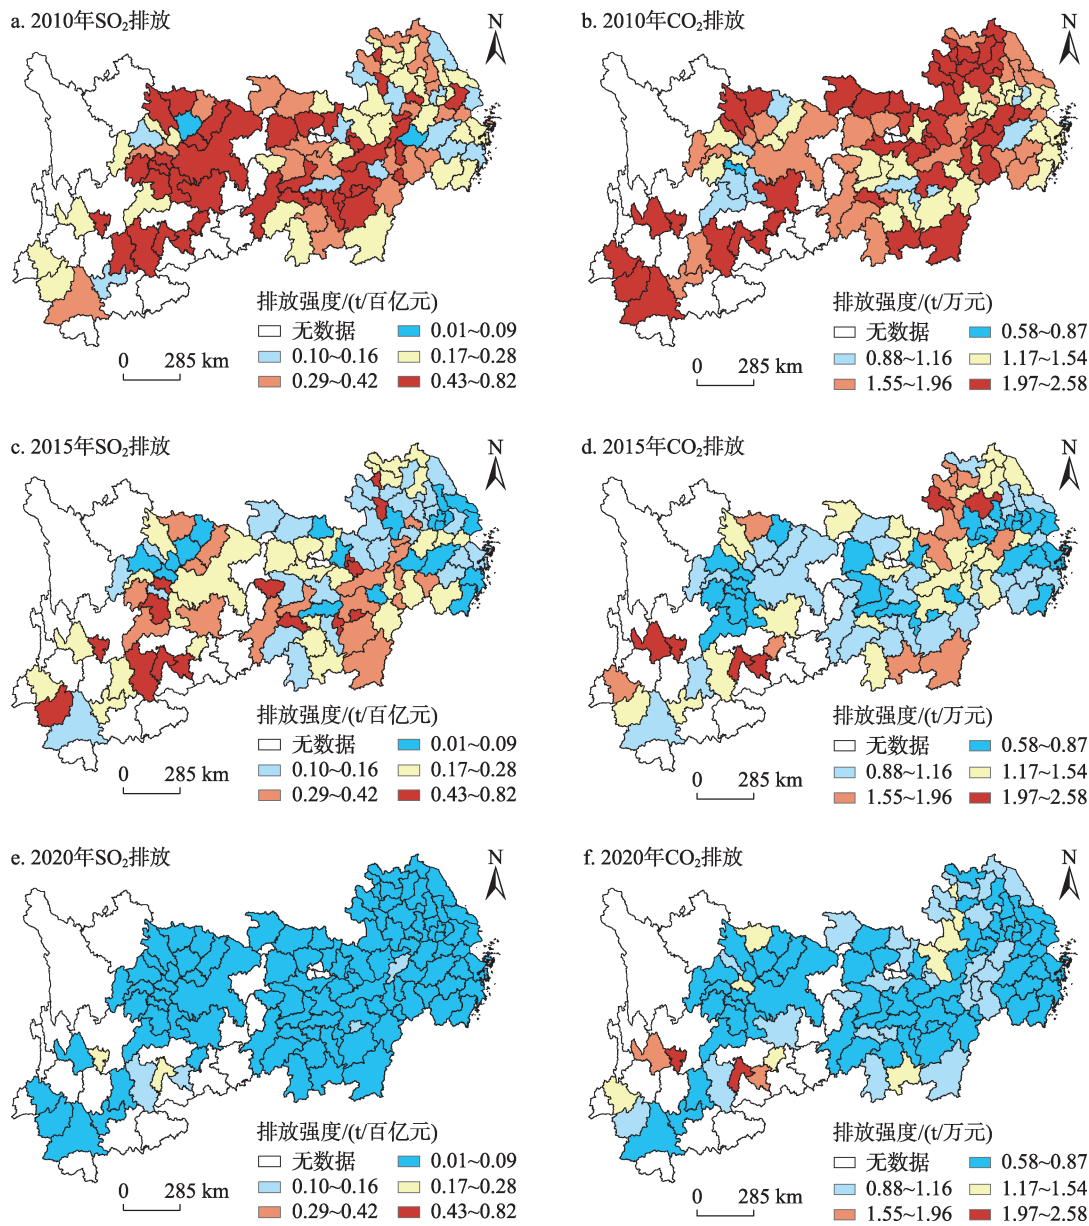 a. 2010年SO₂排放
N
排放强度/(t/百亿元)
无数据
0.01~0.09
0.10~0.16
0.17~0.28
0.29~0.42
0.43~0.82
0 285 km
b. 2010年CO₂排放
N
排放强度/(t/万元)
无数据
0.58~0.87
0.88~1.16
1.17~1.54
1.55~1.96
1.97~2.58
0 285 km
c. 2015年SO₂排放
N
排放强度/(t/百亿元)
无数据
0.01~0.09
0.10~0.16
0.17~0.28
0.29~0.42
0.43~0.82
0 285 km
d. 2015年CO₂排放
N
排放强度/(t/万元)
无数据
0.58~0.87
0.88~1.16
1.17~1.54
1.55~1.96
1.97~2.58
0 285 km
e. 2020年SO₂排放
N
排放强度/(t/百亿元)
无数据
0.01~0.09
0.10~0.16
0.17~0.28
0.29~0.42
0.43~0.82
0 285 km
f. 2020年CO₂排放
N
排放强度/(t/万元)
无数据
0.58~0.87
0.88~1.16
1.17~1.54
1.55~1.96
1.97~2.58
0 285 km